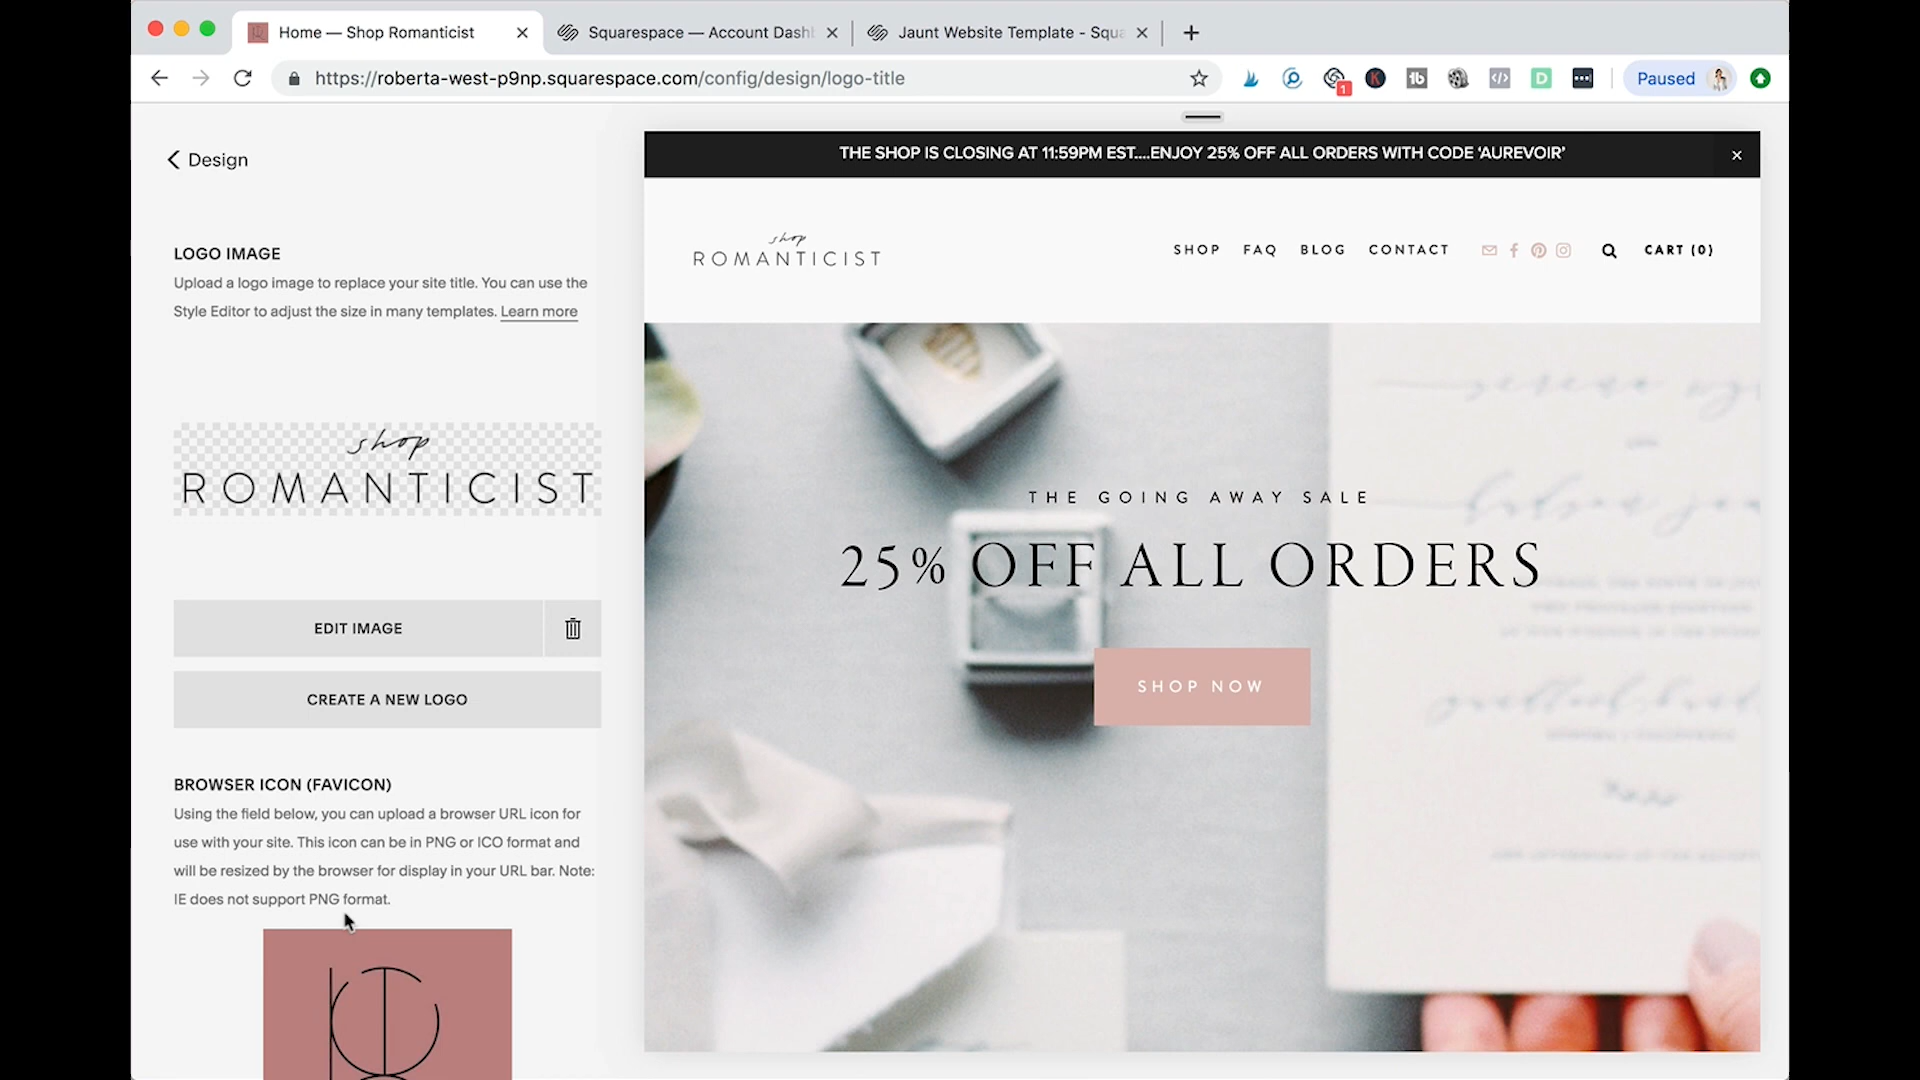 Home — Shop Romanticist
Squarespace — Account Dash
Jaunt Website Template - Squa
https://roberta-west-p9np.squarespace.com/config/design/logo-title
1
Paused
Design
LOGO IMAGE
Upload a logo image to replace your site title. You can use the
Style Editor to adjust the size in many templates. Learn more
shop
ROMANTICIST
EDIT IMAGE
CREATE A NEW LOGO
BROWSER ICON (FAVICON)
Using the field below, you can upload a browser URL icon for
use with your site. This icon can be in PNG or ICO format and
will be resized by the browser for display in your URL bar. Note:
IE does not support PNG format.
THE SHOP IS CLOSING AT 11:59PM EST....ENJOY 25% OFF ALL ORDERS WITH CODE ‘AUREVOIR’
shop
ROMANTICIST
SHOP FAQ BLOG CONTACT
CART (0)
THE GOING AWAY SALE
25% OFF ALL ORDERS
SHOP NOW